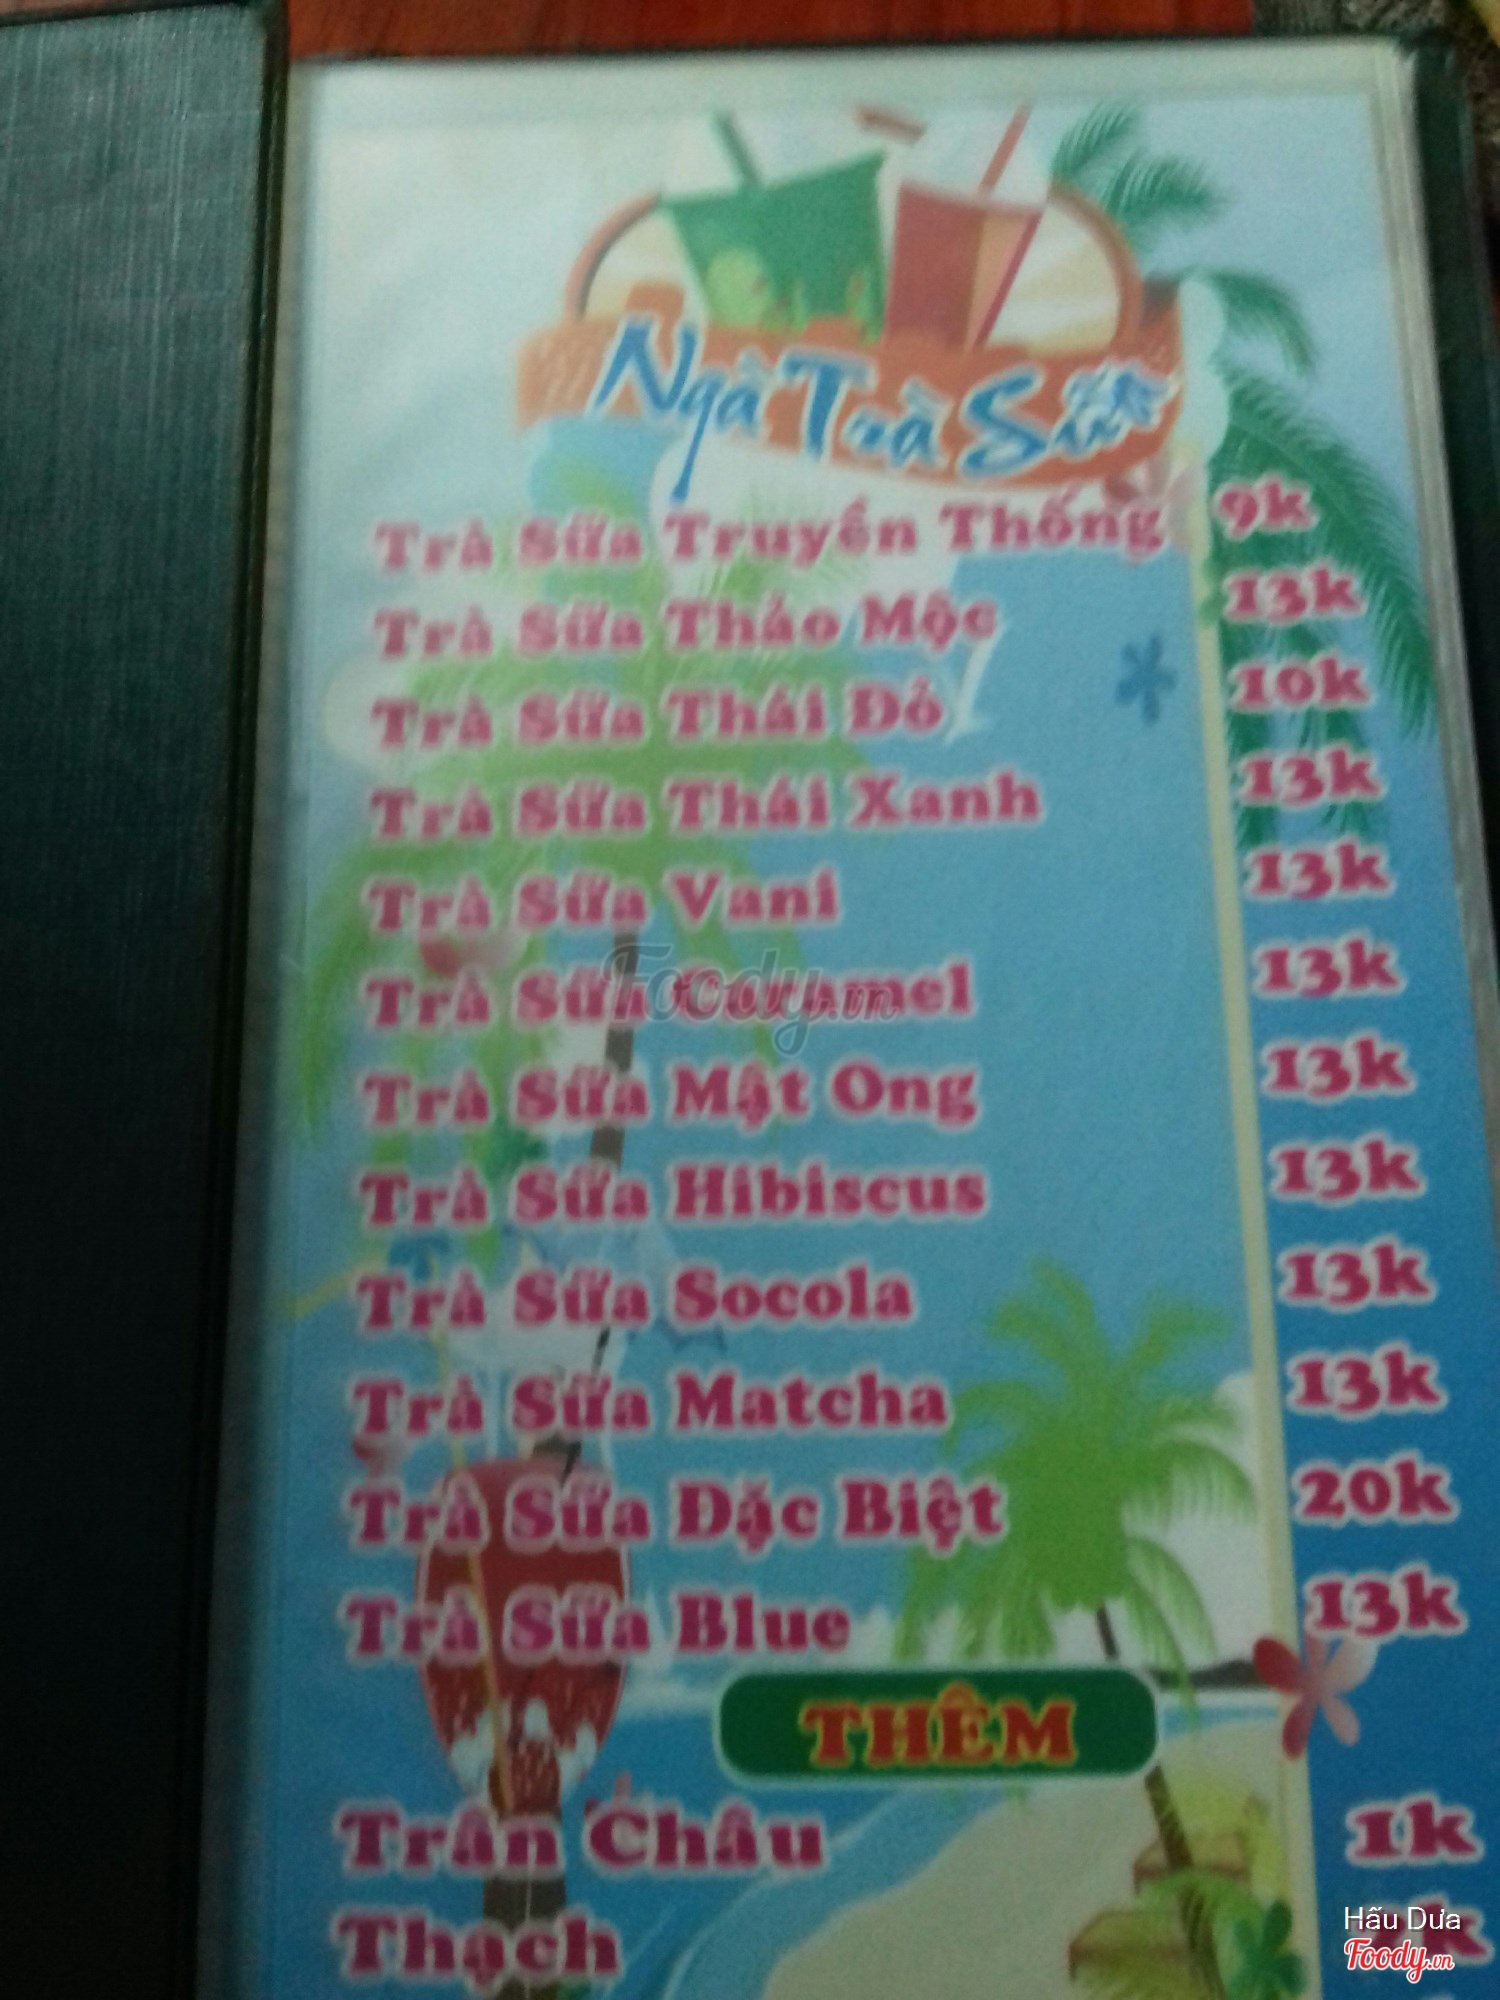 Ngà Trà Sữa
Trà Sữa Truyền Thống 9k
Trà Sữa Thảo Mộc 13k
Trà Sữa Thái Đỏ 10k
Trà Sữa Thái Xanh 13k
Trà Sữa Vani 13k
Trà Sữa Caramel 13k
Foody.vn
Trà Sữa Mật Ong 13k
Trà Sữa Hibiscus 13k
Trà Sữa Socola 13k
Trà Sữa Matcha 13k
Trà Sữa Đặc Biệt 20k
Trà Sữa Blue 13k
THÊM
Trân Châu 1k
Thạch
Hấu Dưa
Foody.vn